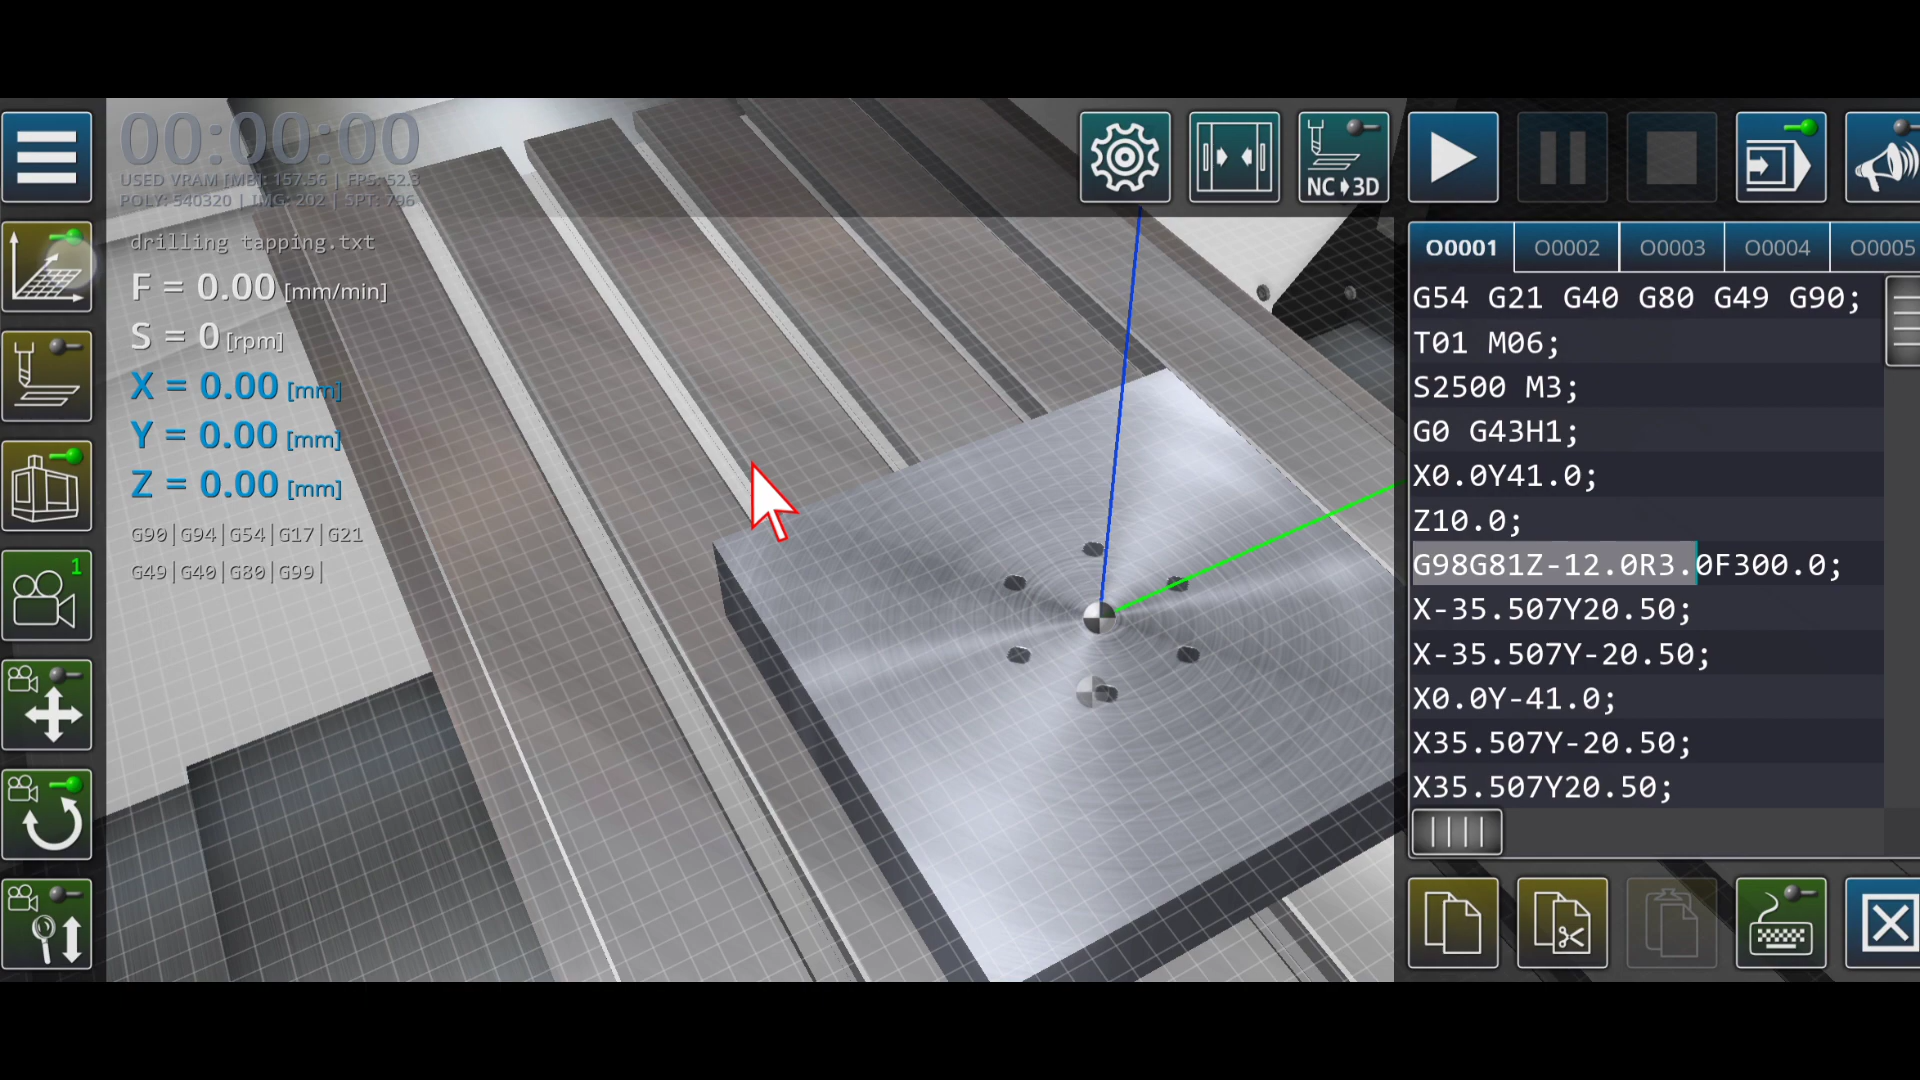 00:00:00
USED VRAM [MB]: 157.56 | FPS: 52.3
POLY: 540320 | IMG: 202 | SPT: 796
drilling tapping.txt
F = 0.00 [mm/min]
S = 0 [rpm]
X = 0.00 [mm]
Y = 0.00 [mm]
Z = 0.00 [mm]
G90|G94|G54|G17|G21
G49|G40|G80|G99|
1
NC 3D
O0001 O0002 O0003 O0004 O0005
G54 G21 G40 G80 G49 G90;
T01 M06;
S2500 M3;
G0 G43H1;
X0.0Y41.0;
Z10.0;
G98G81Z-12.0R3.0F300.0;
X-35.507Y20.50;
X-35.507Y-20.50;
X0.0Y-41.0;
X35.507Y-20.50;
X35.507Y20.50;